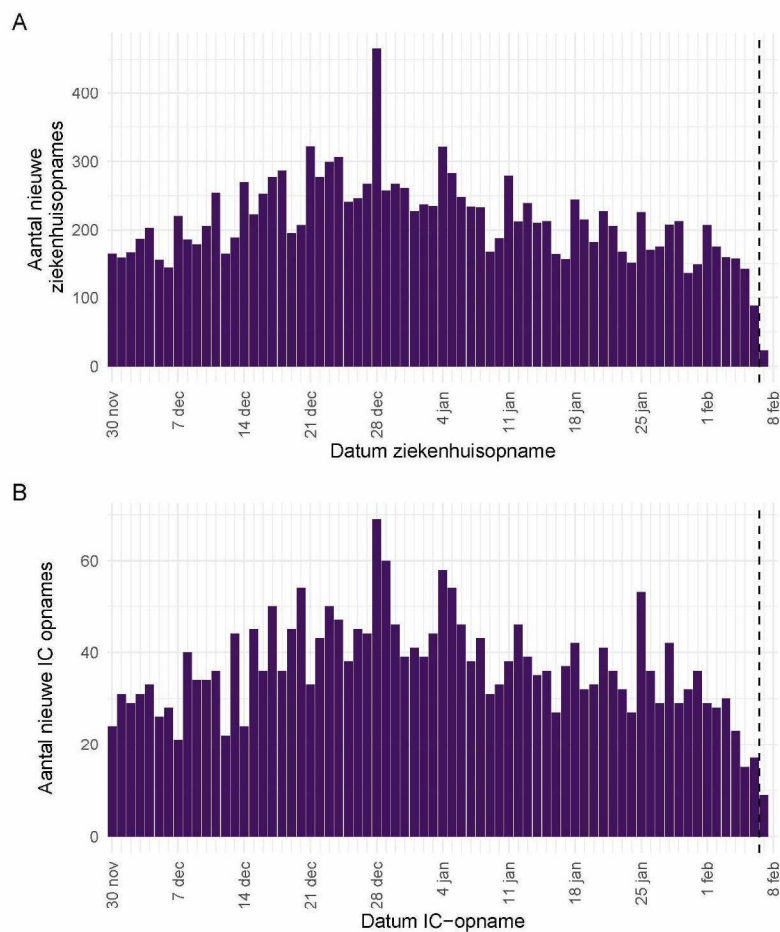 A
Aantal nieuwe
ziekenhuisopnames
400
300
200
100
0
30 nov
7 dec
14 dec
21 dec
28 dec
4 jan
11 jan
18 jan
25 jan
1 feb
8 feb
Datum ziekenhuisopname
B
Aantal nieuwe IC opnames
60
40
20
0
30 nov
7 dec
14 dec
21 dec
28 dec
4 jan
11 jan
18 jan
25 jan
1 feb
8 feb
Datum IC-opname